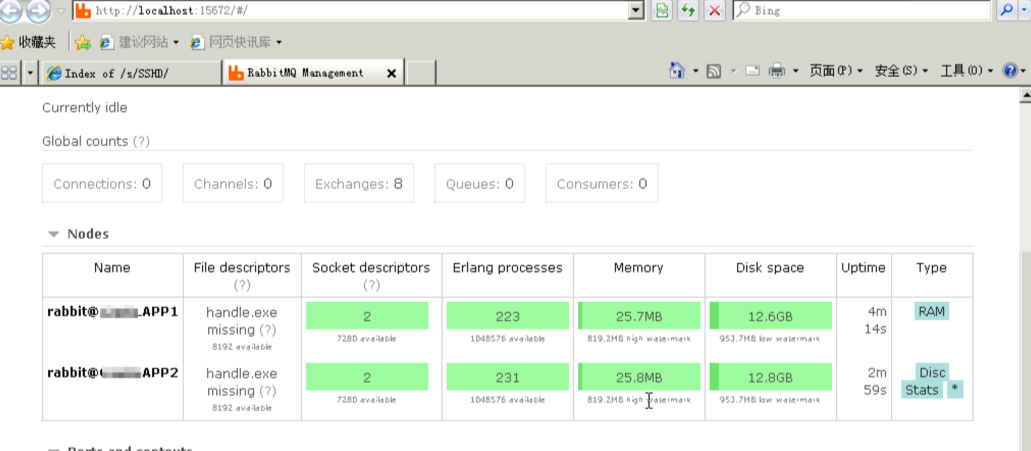 http://localhost:15672/#/ Bing
收藏夹 建议网站 网页快讯库
Index of /s/SSHD/ RabbitMQ Management 页面(P) 安全(S) 工具(O)
Currently idle
Global counts (?)
Connections: 0 Channels: 0 Exchanges: 8 Queues: 0 Consumers: 0
Nodes
Name File descriptors (?) Socket descriptors (?) Erlang processes Memory Disk space Uptime Type
rabbit@ APP1 handle.exe missing (?) 2 223 25.7MB 12.6GB 4m 14s RAM
8192 available 7280 available 1048576 available 819.2MB high watermark 953.7MB low watermark
rabbit@ APP2 handle.exe missing (?) 2 231 25.8MB 12.8GB 2m 59s Disc Stats *
8192 available 7280 available 1048576 available 819.2MB high watermark 953.7MB low watermark
Ports and contexts